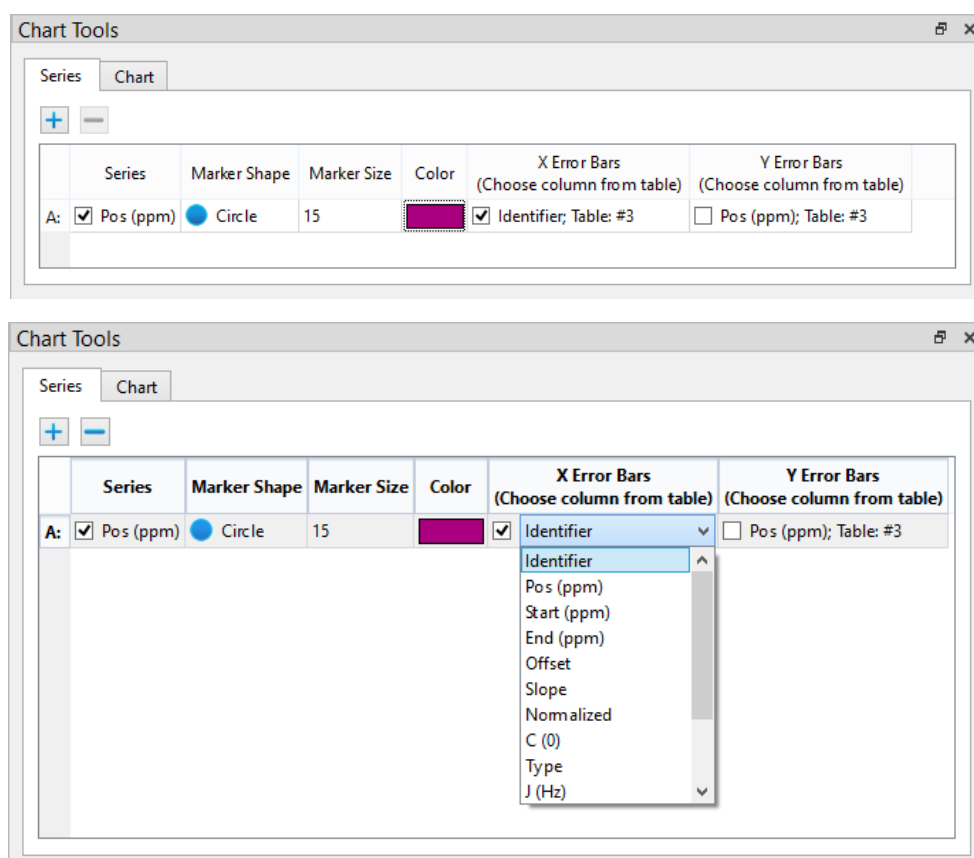 Chart Tools
Series Chart
Series Marker Shape Marker Size Color X Error Bars (Choose column from table) Y Error Bars (Choose column from table)
A: Pos (ppm) Circle 15 Identifier; Table: #3 Pos (ppm); Table: #3
Chart Tools
Series Chart
Series Marker Shape Marker Size Color X Error Bars (Choose column from table) Y Error Bars (Choose column from table)
A: Pos (ppm) Circle 15 Identifier Pos (ppm); Table: #3
Identifier
Pos (ppm)
Start (ppm)
End (ppm)
Offset
Slope
Normalized
C (0)
Type
J (Hz)